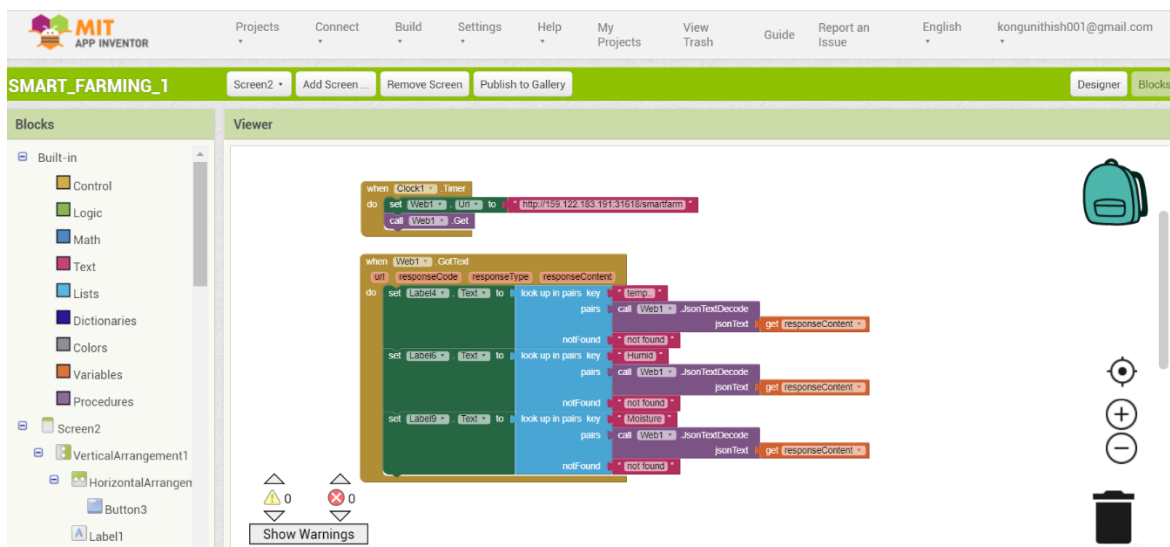 MIT
APP INVENTOR
Projects Connect Build Settings Help My Projects View Trash Guide Report an Issue English kongunithish001@gmail.com
SMART_FARMING_1 Screen2 Add Screen ... Remove Screen Publish to Gallery Designer Blocks
Blocks Viewer
Built-in
Control
Logic
Math
Text
Lists
Dictionaries
Colors
Variables
Procedures
Screen2
VerticalArrangement1
HorizontalArrangen
Button3
Label1
when Clock1 .Timer
do set Web1 . Url to " http://159.122.183.191:31618/smartfarm "
call Web1 .Get
when Web1 .GotText
url responseCode responseType responseContent
do set Label4 . Text to look up in pairs key " temp.. "
pairs call Web1 .JsonTextDecode
jsonText get responseContent
notFound " not found "
set Label6 . Text to look up in pairs key " Humid "
pairs call Web1 .JsonTextDecode
jsonText get responseContent
notFound " not found "
set Label9 . Text to look up in pairs key " Moisture "
pairs call Web1 .JsonTextDecode
jsonText get responseContent
notFound " not found "
0 0
Show Warnings